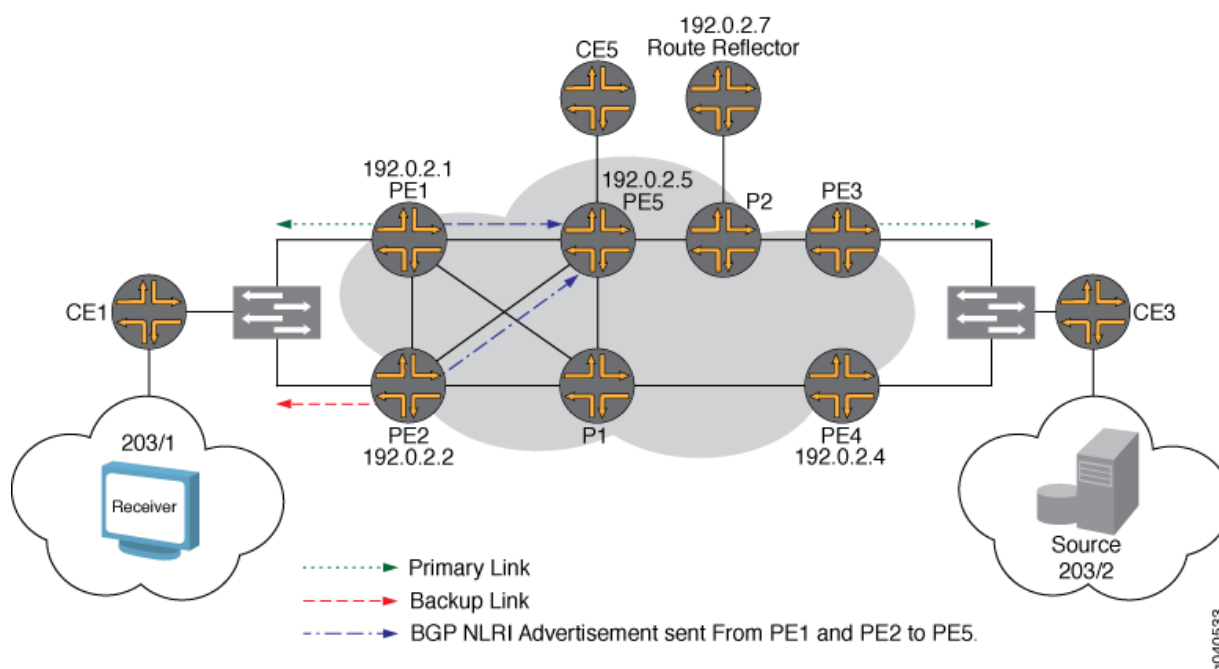 192.0.2.7
Route Reflector
CE5
192.0.2.1
PE1
192.0.2.5
PE5
P2
PE3
CE1
CE3
203/1
Receiver
PE2
192.0.2.2
P1
PE4
192.0.2.4
Source
203/2
Primary Link
Backup Link
BGP NLRI Advertisement sent From PE1 and PE2 to PE5.